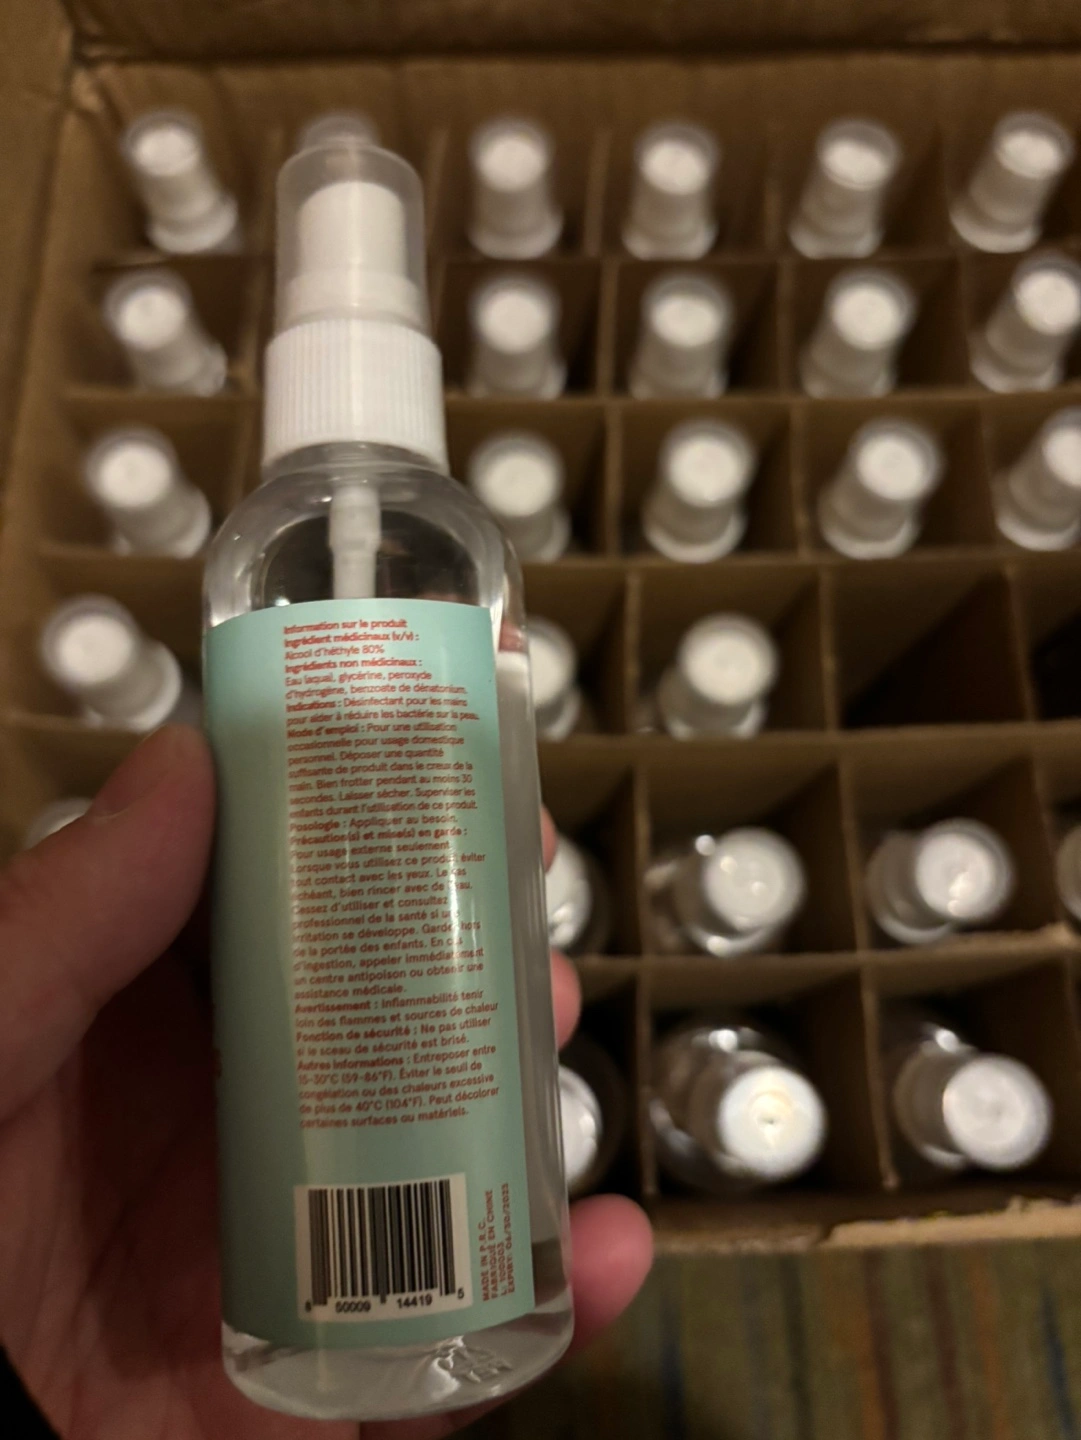 Information sur le produit
Ingrédient médicinaux (v/v) :
Alcool d'héthyle 80%
Ingrédients non médicinaux :
Eau laqual, glycérine, peroxyde
d'hydrogène, benzoate de dénatonium.
Indications : Désinfectant pour les mains
pour aider à réduire les bactérie sur la peau.
Mode d'emploi : Pour une utilisation
occasionnelle pour usage domestique
personnel. Déposer une quantité
suffisante de produit dans le creux de la
main. Bien frotter pendant au moins 30
secondes. Laisser sécher. Superviser les
enfants durant l'utilisation de ce produit.
Posologie : Appliquer au besoin.
Précaution(s) et mise(s) en garde :
Pour usage externe seulement.
Lorsque vous utilisez ce produit éviter
tout contact avec les yeux. Le cas
échéant, bien rincer avec de l'eau.
Cessez d'utiliser et consultez
professionnel de la santé si une
irritation se développe. Garder hors
de la portée des enfants. En cas
d'ingestion, appeler immédiatement
un centre antipoison ou obtenir une
assistance médicale.
Avertissement : Inflammabilité tenir
loin des flammes et sources de chaleur
Fonction de sécurité : Ne pas utiliser
si le sceau de sécurité est brisé.
Autres informations : Entreposer entre
15-30°C (59-86°F). Éviter le seuil de
congélation ou des chaleurs excessive
de plus de 40°C (104°F). Peut décolorer
certaines surfaces ou matériels.
8 50009 14419 5
MADE IN P.R.C.
FABRIQUÉ EN CHINE
L: 100003
EXPIRY: 04/30/2023